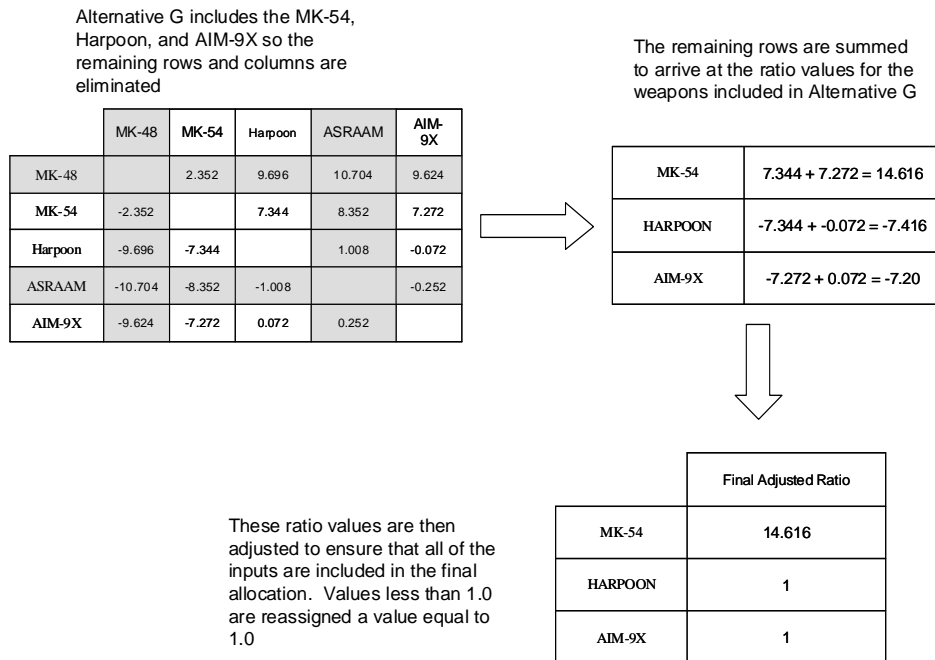 Alternative G includes the MK-54,
Harpoon, and AIM-9X so the
remaining rows and columns are
eliminated
The remaining rows are summed
to arrive at the ratio values for the
weapons included in Alternative G
MK-48 MK-54 Harpoon ASRAAM AIM-
9X
MK-48 2.352 9.696 10.704 9.624
MK-54 -2.352 7.344 8.352 7.272
Harpoon -9.696 -7.344 1.008 -0.072
ASRAAM -10.704 -8.352 -1.008 -0.252
AIM-9X -9.624 -7.272 0.072 0.252
MK-54 7.344 + 7.272 = 14.616
HARPOON -7.344 + -0.072 = -7.416
AIM-9X -7.272 + 0.072 = -7.20
These ratio values are then
adjusted to ensure that all of the
inputs are included in the final
allocation. Values less than 1.0
are reassigned a value equal to
1.0
Final Adjusted Ratio
MK-54 14.616
HARPOON 1
AIM-9X 1